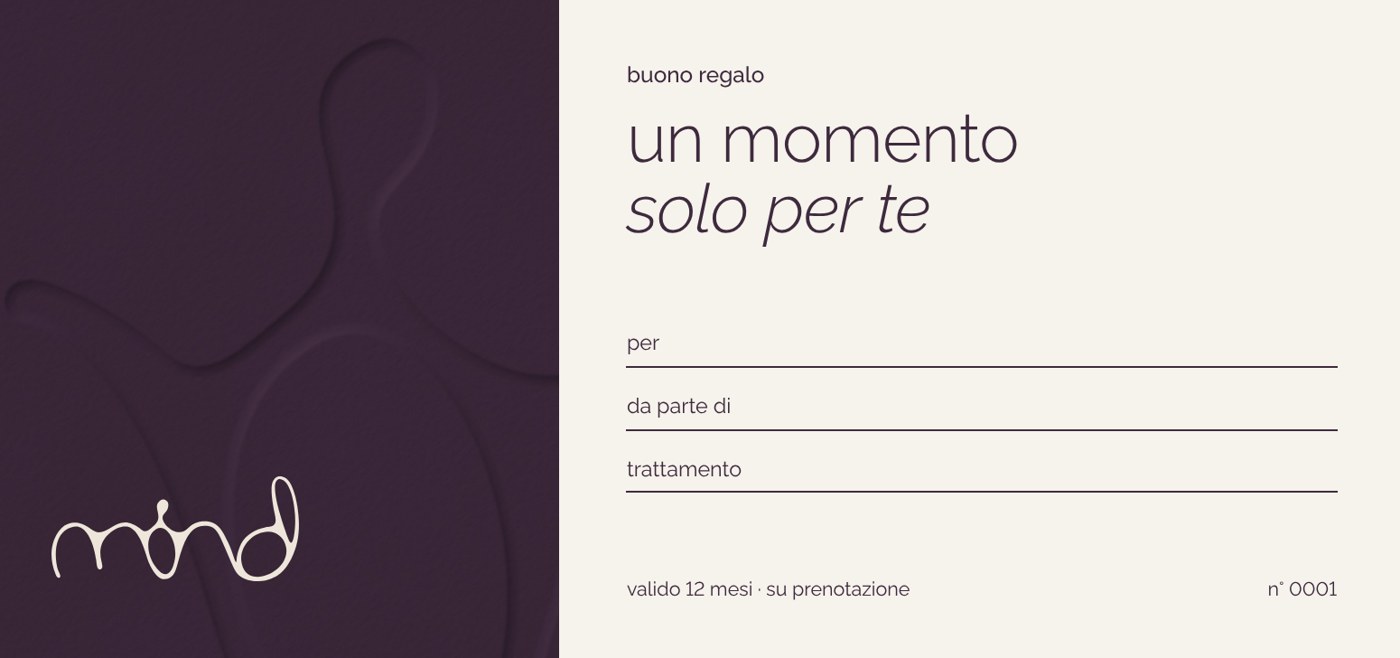 mind
buono regalo
un momento
solo per te
per
da parte di
trattamento
valido 12 mesi · su prenotazione
n° 0001